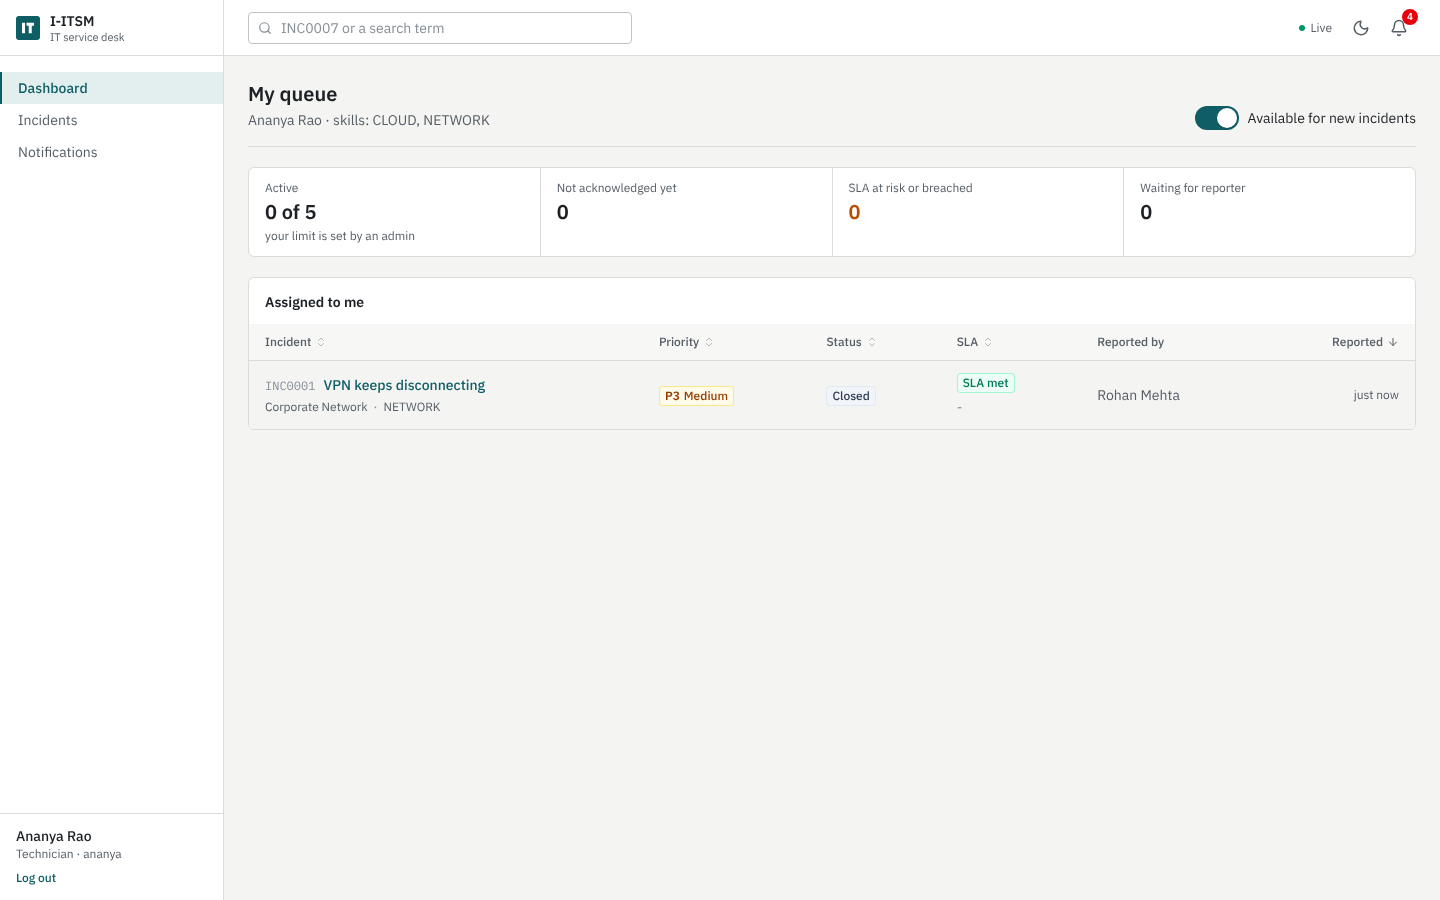 IT
I-ITSM
IT service desk
INC0007 or a search term
Live
4
Dashboard
Incidents
Notifications
My queue
Ananya Rao · skills: CLOUD, NETWORK
Available for new incidents
Active
0 of 5
your limit is set by an admin
Not acknowledged yet
0
SLA at risk or breached
0
Waiting for reporter
0
Assigned to me
Incident Priority Status SLA Reported by Reported
INC0001 VPN keeps disconnecting
Corporate Network · NETWORK
P3 Medium
Closed
SLA met
-
Rohan Mehta
just now
Ananya Rao
Technician · ananya
Log out